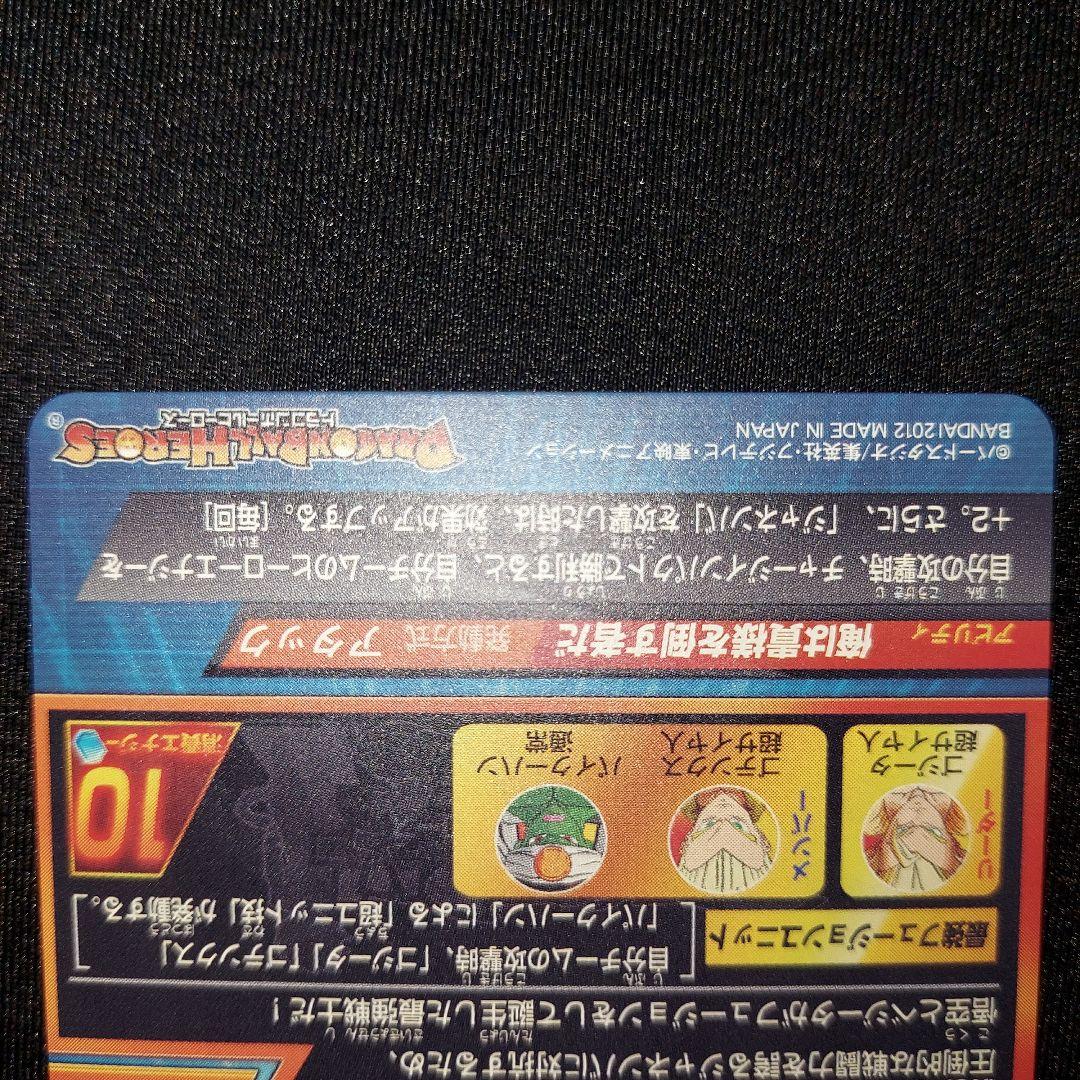 圧倒的な戦闘力を誇るジャネンバに対抗するため、
悟空とベジータがフュージョンをして誕生した最強戦士だ!
最強フュージョンユニット
自分チームの攻撃時、「ゴジータ」「ゴテンクス」
「パイクーハン」による「超ユニット技」が発動する。
リーダー
ゴジータ
超サイヤ人
メンバー
ゴテンクス
超サイヤ人
パイクーハン
通常
10
消費エナジー
アビリティ
俺は貴様を倒す者だ
発動方式 アタック
自分の攻撃時、チャージインパクトで勝利すると、自分チームのヒーローエナジーを
+2。さらに、「ジャネンバ」を攻撃した時は、効果がアップする。[毎回]
©バードスタジオ/集英社・フジテレビ・東映アニメーション
BANDAI 2012 MADE IN JAPAN
DRAGONBALL HEROES®
ドラゴンボールヒーローズ